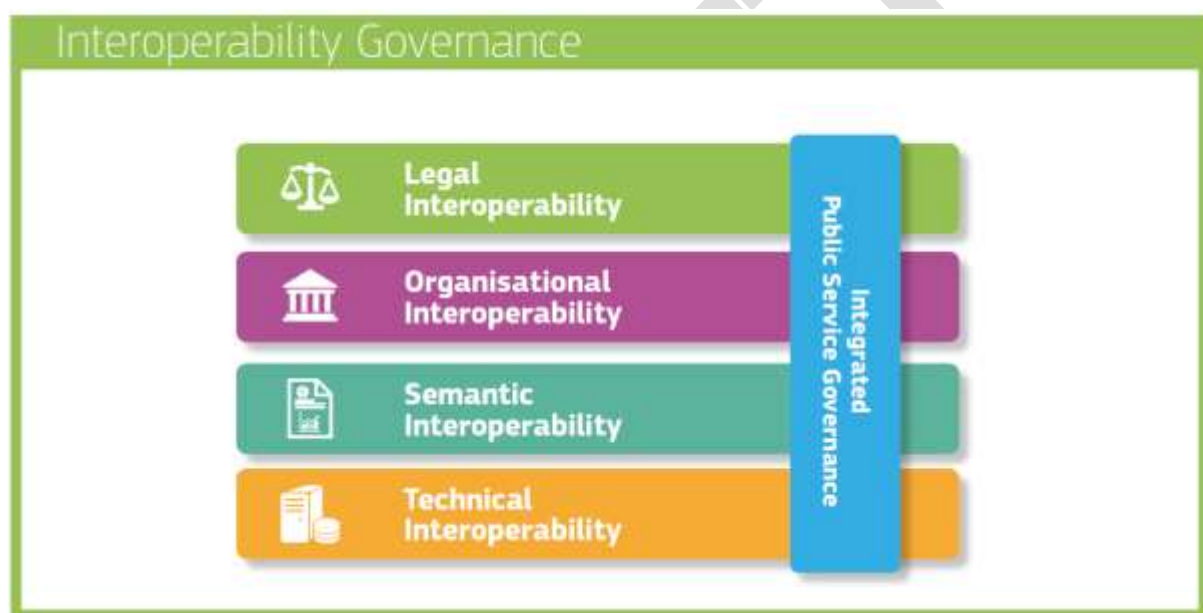 Interoperability Governance
Legal
Interoperability
Organisational
Interoperability
Semantic
Interoperability
Technical
Interoperability
Integrated
Public Service Governance